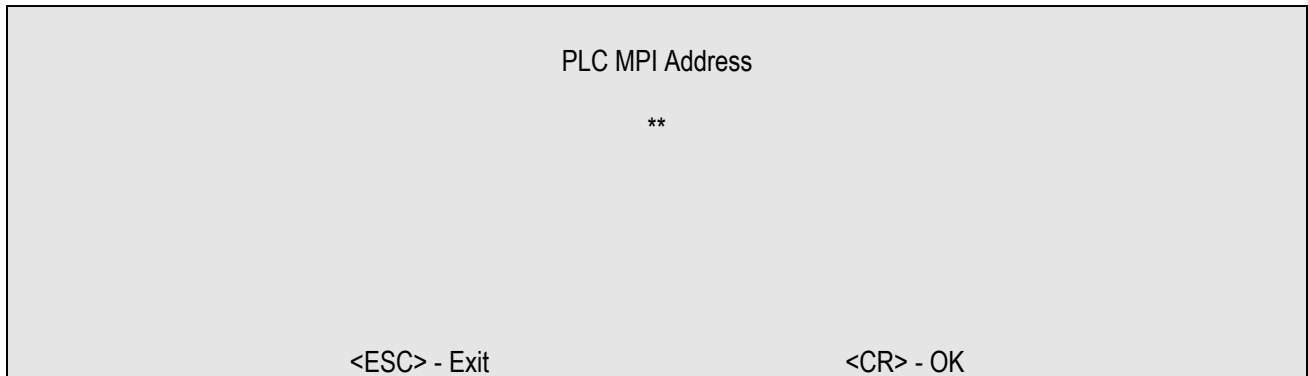 PLC MPI Address
**
<ESC> - Exit <CR> - OK